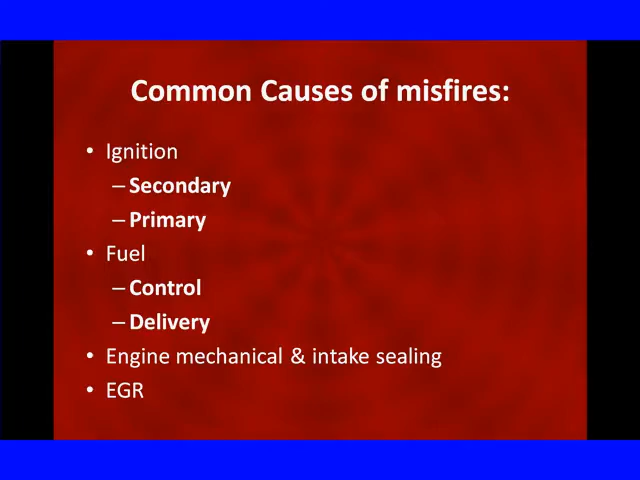 Common Causes of misfires:
• Ignition
– Secondary
– Primary
• Fuel
– Control
– Delivery
• Engine mechanical & intake sealing
• EGR